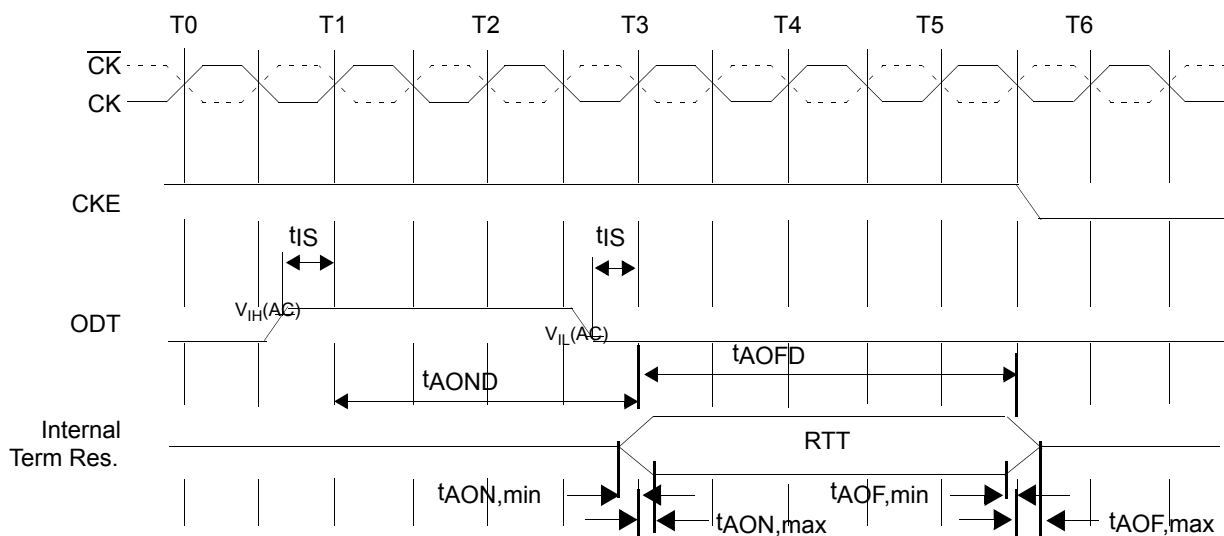 T0 T1 T2 T3 T4 T5 T6
CK
CK
CKE
tIS tIS
VIH(AC)
ODT
VIL(AC)
tAOFD
tAOND
Internal
Term Res.
RTT
tAON,min
tAOF,min
tAON,max
tAOF,max